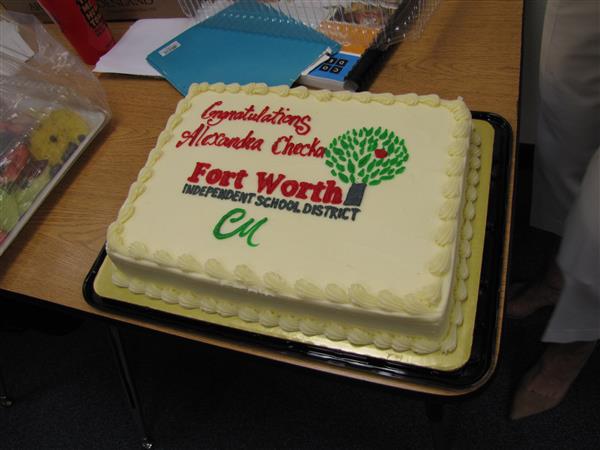 Congratulations
Alexandra Checka
Fort Worth
INDEPENDENT SCHOOL DISTRICT
CM